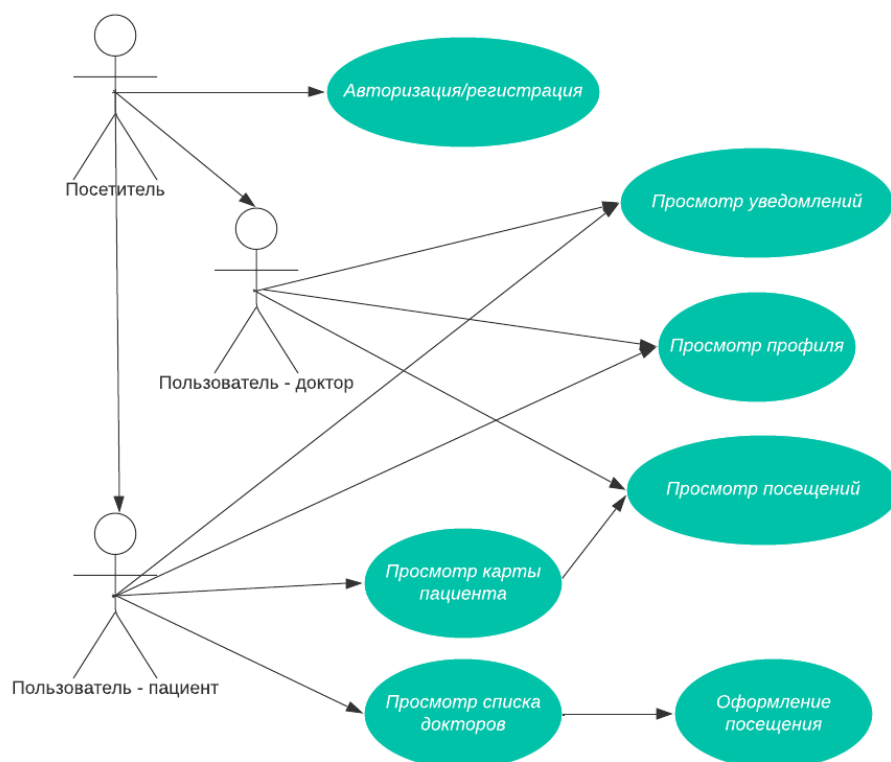 Авторизация/регистрация
Посетитель
Просмотр уведомлений
Просмотр профиля
Пользователь - доктор
Просмотр посещений
Просмотр карты
пациента
Пользователь - пациент
Просмотр списка
докторов
Оформление
посещения